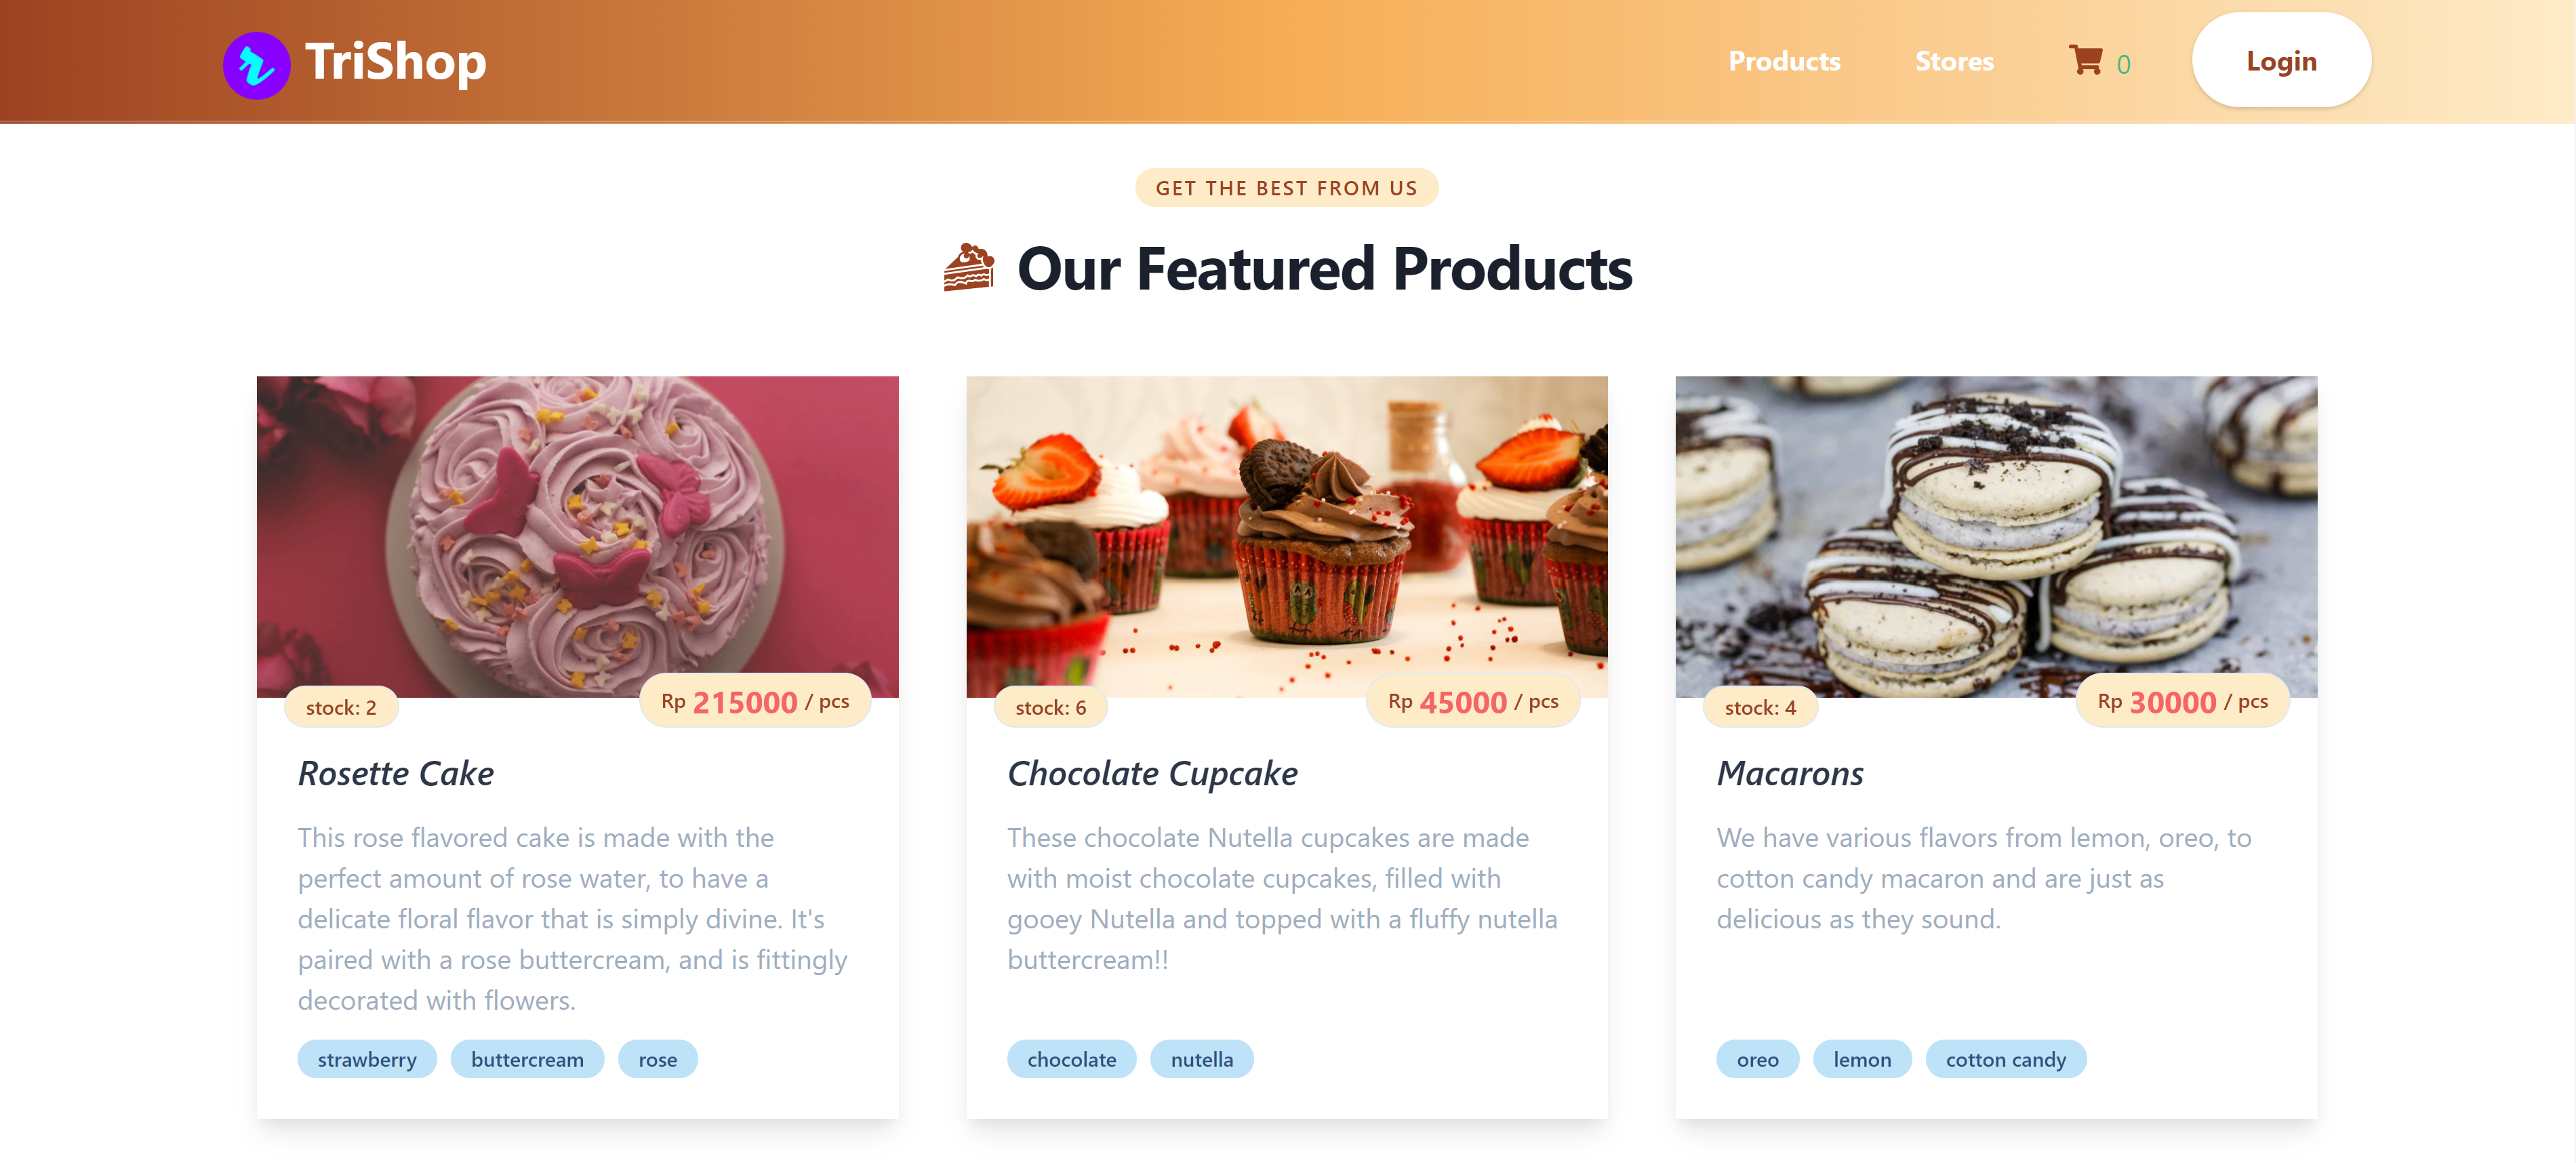 TriShop
Products
Stores
0
Login
GET THE BEST FROM US
Our Featured Products
stock: 2
Rp 215000 / pcs
Rosette Cake
This rose flavored cake is made with the
perfect amount of rose water, to have a
delicate floral flavor that is simply divine. It's
paired with a rose buttercream, and is fittingly
decorated with flowers.
strawberry
buttercream
rose
stock: 6
Rp 45000 / pcs
Chocolate Cupcake
These chocolate Nutella cupcakes are made
with moist chocolate cupcakes, filled with
gooey Nutella and topped with a fluffy nutella
buttercream!!
chocolate
nutella
stock: 4
Rp 30000 / pcs
Macarons
We have various flavors from lemon, oreo, to
cotton candy macaron and are just as
delicious as they sound.
oreo
lemon
cotton candy